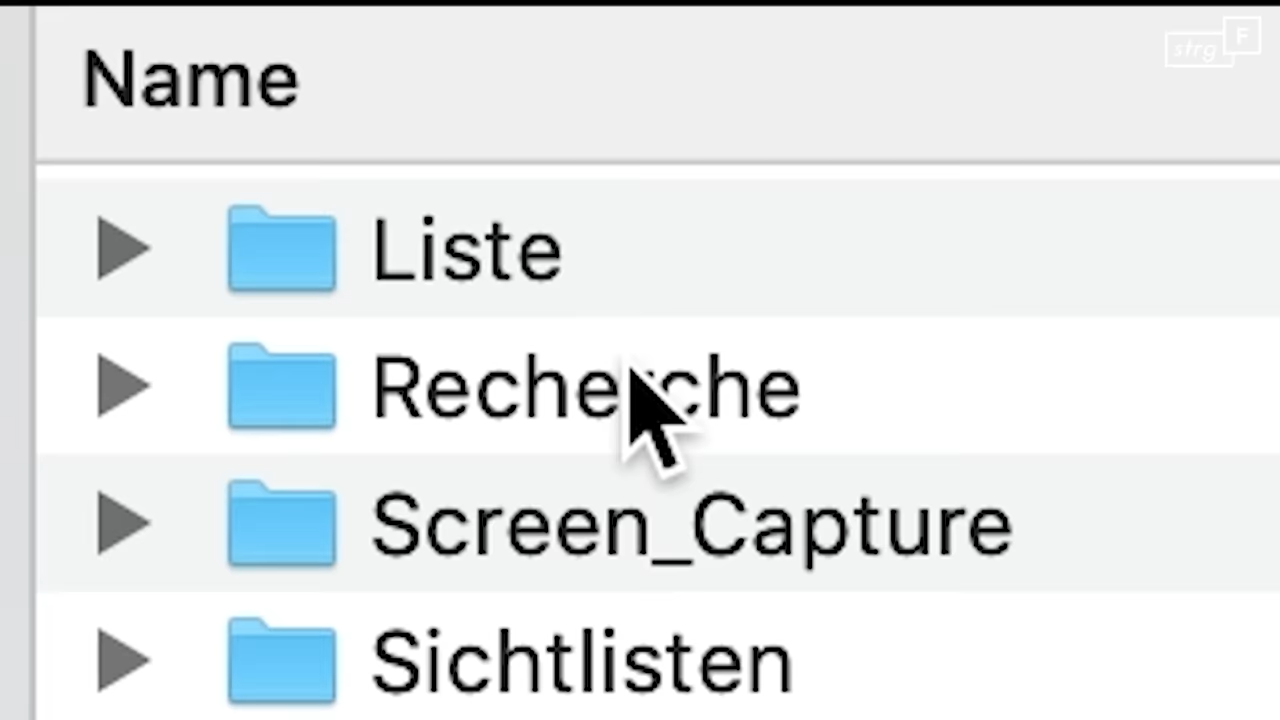 Name
strg F
Liste
Recherche
Screen_Capture
Sichtlisten